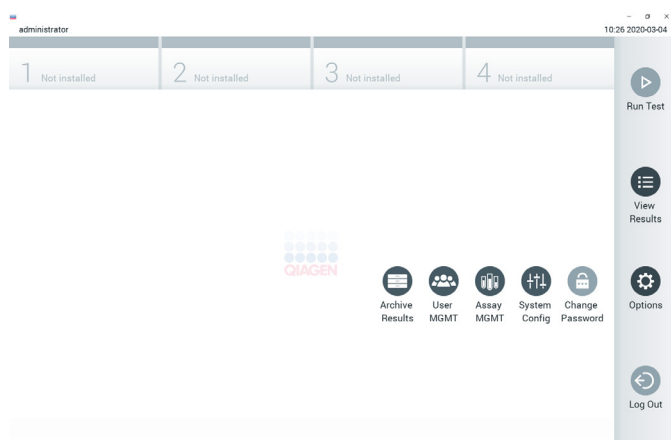 administrator
10:26 2020-03-04
1 Not installed
2 Not installed
3 Not installed
4 Not installed
Run Test
View
Results
QIAGEN
Archive
Results
User
MGMT
Assay
MGMT
System
Config
Change
Password
Options
Log Out